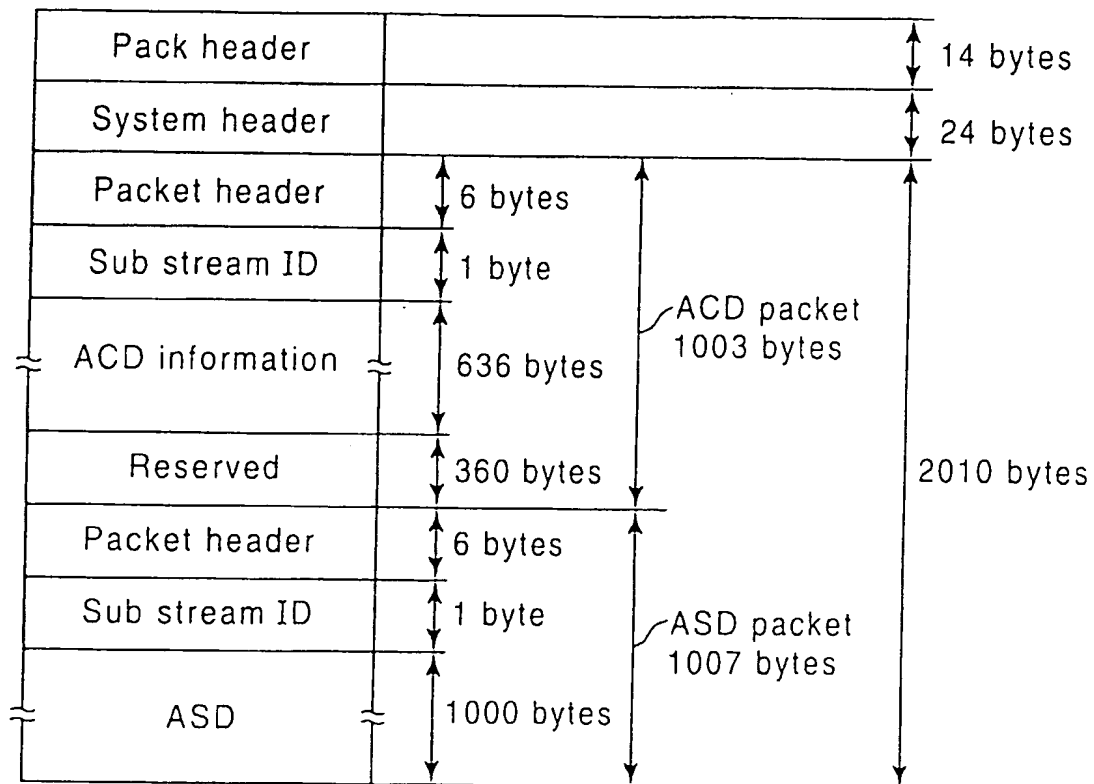 Pack header
14 bytes
System header
24 bytes
Packet header
6 bytes
Sub stream ID
1 byte
ACD information
636 bytes
ACD packet
1003 bytes
Reserved
360 bytes
2010 bytes
Packet header
6 bytes
Sub stream ID
1 byte
ASD packet
1007 bytes
ASD
1000 bytes